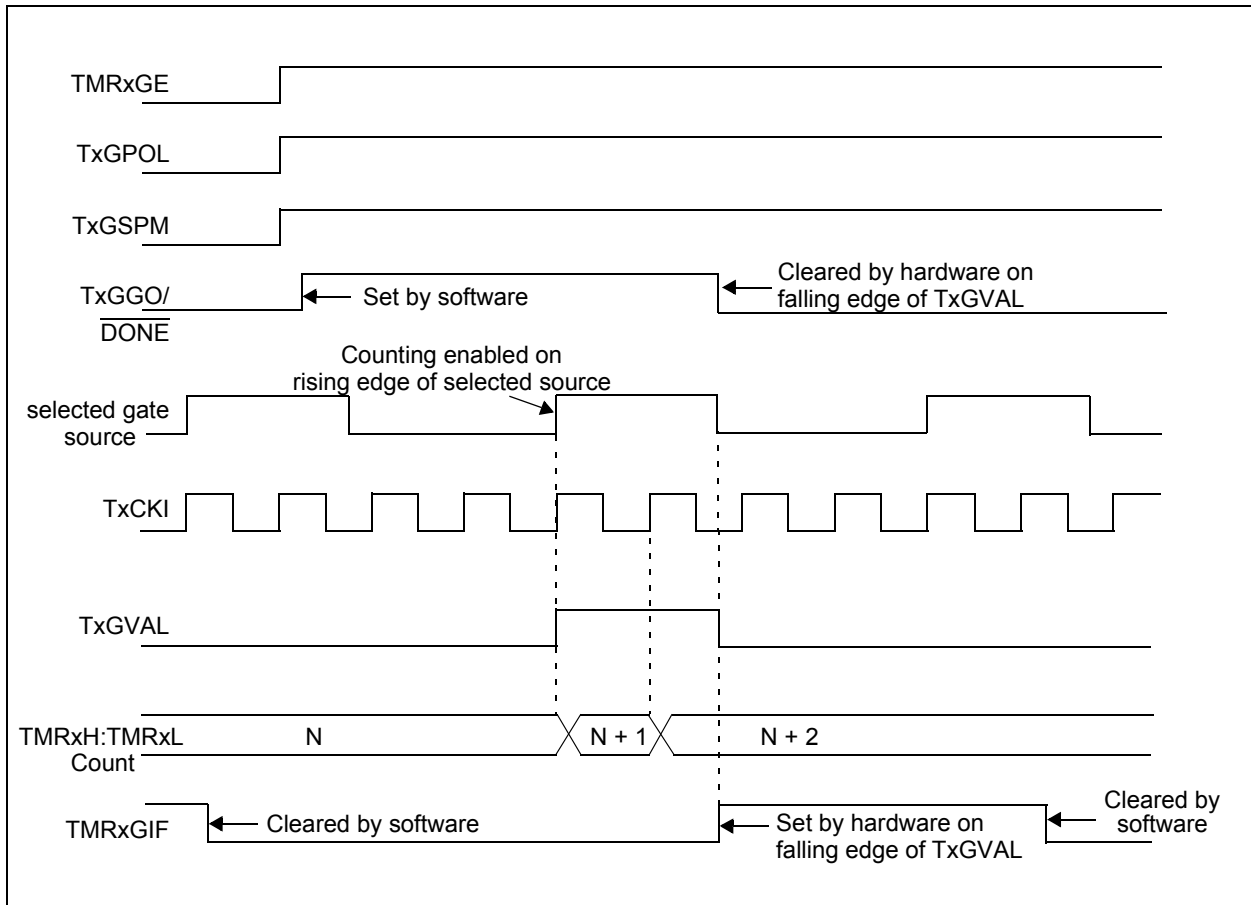 TMRxGE
TxGPOL
TxGSPM
TxGGO/
DONE
Set by software
Cleared by hardware on
falling edge of TxGVAL
Counting enabled on
rising edge of selected source
selected gate
source
TxCKI
TxGVAL
TMRxH:TMRxL
Count
N
N + 1
N + 2
TMRxGIF
Cleared by software
Set by hardware on
falling edge of TxGVAL
Cleared by
software